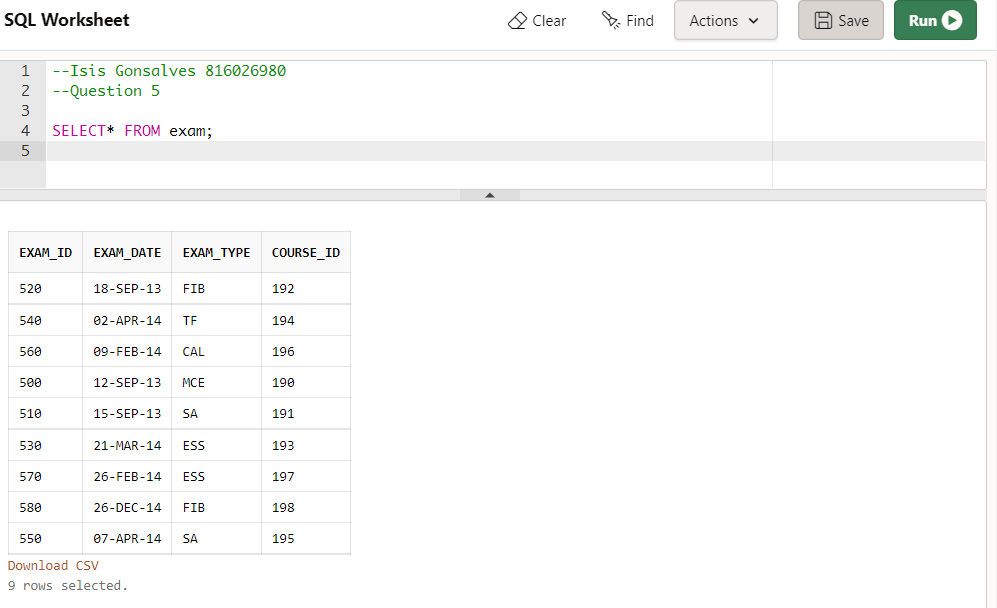 SQL Worksheet Clear Find Actions Save Run
1 --Isis Gonsalves 816026980
2 --Question 5
3
4 SELECT* FROM exam;
5
EXAM_ID EXAM_DATE EXAM_TYPE COURSE_ID
520 18-SEP-13 FIB 192
540 02-APR-14 TF 194
560 09-FEB-14 CAL 196
500 12-SEP-13 MCE 190
510 15-SEP-13 SA 191
530 21-MAR-14 ESS 193
570 26-FEB-14 ESS 197
580 26-DEC-14 FIB 198
550 07-APR-14 SA 195
Download CSV
9 rows selected.